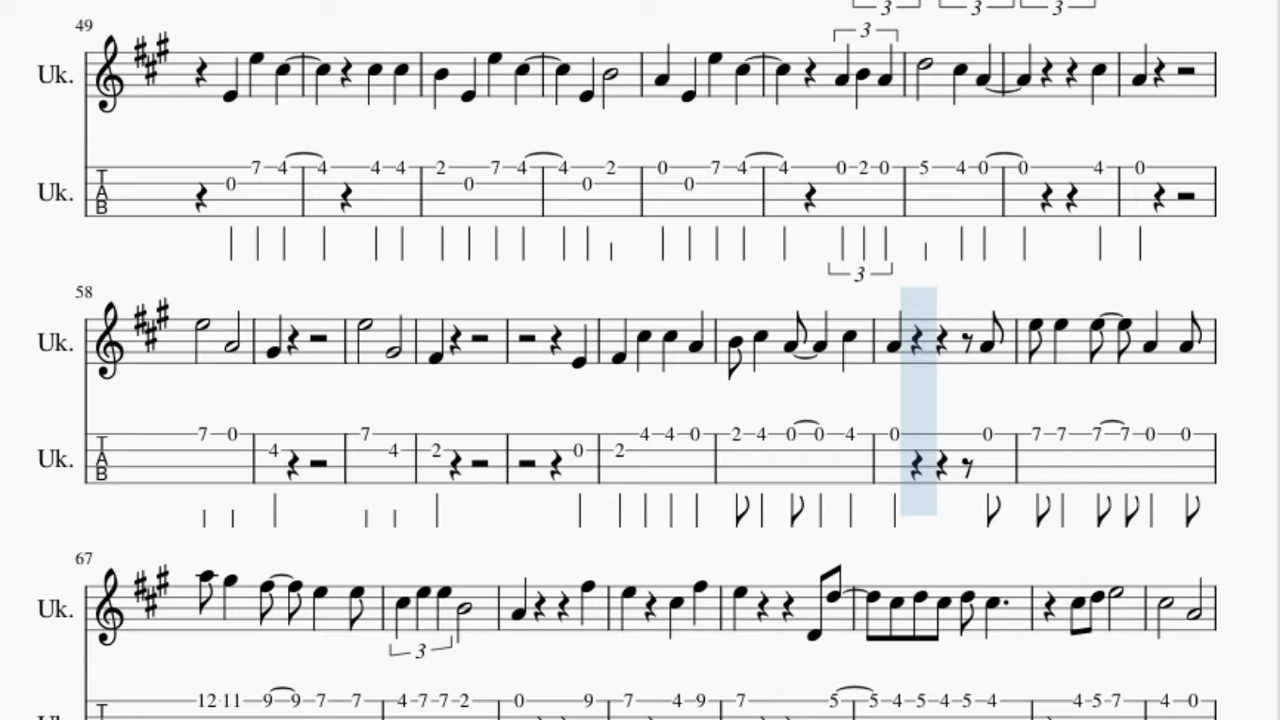 3 3 3
49
3
Uk.
Uk. T A B 0 7 4 4 4 4 2 0 7 4 4 0 2 0 0 7 4 4 0 2 0 5 4 0 0 4 0
3
58
Uk.
Uk. T A B 7 0 4 7 4 2 0 2 4 4 0 2 4 0 0 4 0 0 7 7 7 7 0 0
67
Uk.
3
12 11 9 9 7 7 4 7 7 2 0 9 7 4 9 7 5 5 4 5 4 5 4 4 5 7 4 0
T